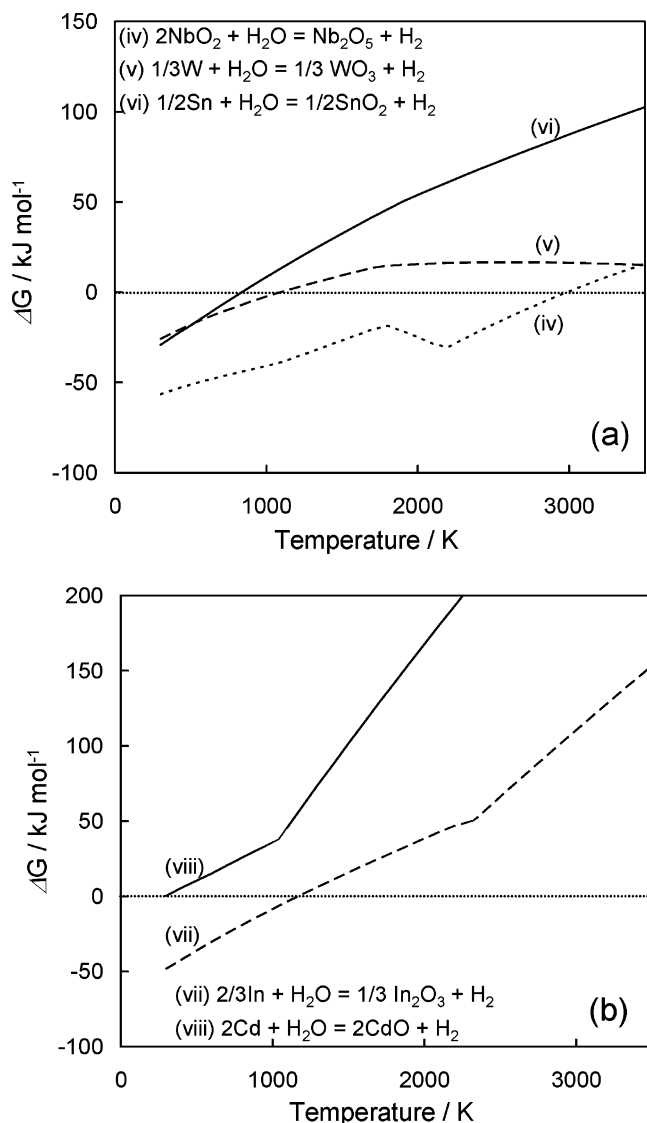 150
(iv) 2NbO₂ + H₂O = Nb₂O₅ + H₂
(v) 1/3W + H₂O = 1/3 WO₃ + H₂
(vi) 1/2Sn + H₂O = 1/2SnO₂ + H₂
100
(vi)
50
(v)
0
(iv)
-50
-100
(a)
ΔG / kJ mol⁻¹
0 1000 2000 3000
Temperature / K
200
150
100
50
(viii)
0
(vii)
-50
(vii) 2/3In + H₂O = 1/3 In₂O₃ + H₂
(viii) 2Cd + H₂O = 2CdO + H₂
(b)
-100
ΔG / kJ mol⁻¹
0 1000 2000 3000
Temperature / K